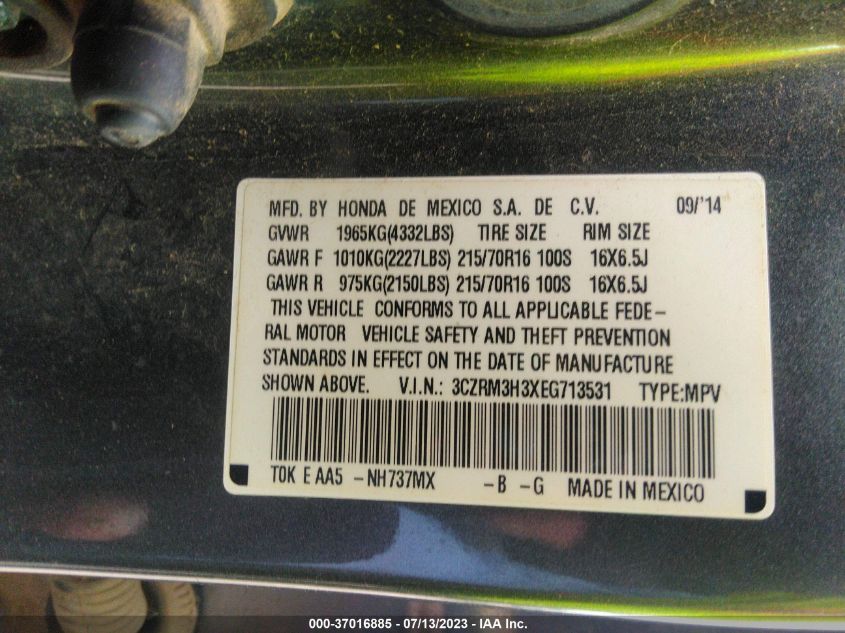 MFD. BY HONDA DE MEXICO S.A. DE C.V. 09/'14
GVWR 1965KG(4332LBS) TIRE SIZE RIM SIZE
GAWR F 1010KG(2227LBS) 215/70R16 100S 16X6.5J
GAWR R 975KG(2150LBS) 215/70R16 100S 16X6.5J
THIS VEHICLE CONFORMS TO ALL APPLICABLE FEDE-
RAL MOTOR VEHICLE SAFETY AND THEFT PREVENTION
STANDARDS IN EFFECT ON THE DATE OF MANUFACTURE
SHOWN ABOVE. V.I.N.: 3CZRM3H3XEG713531 TYPE:MPV
T0K E AA5 -NH737MX -B -G MADE IN MEXICO
000-37016885 - 07/13/2023 - IAA Inc.